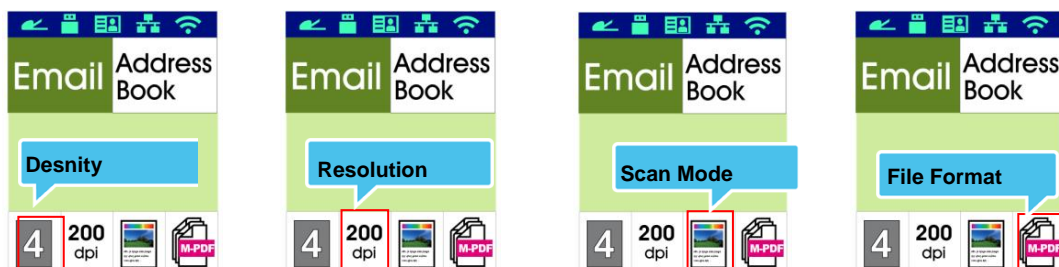 Email Address Book
Desnity
4 200 dpi M-PDF
Email Address Book
Resolution
4 200 dpi M-PDF
Email Address Book
Scan Mode
4 200 dpi M-PDF
Email Address Book
File Format
4 200 dpi M-PDF